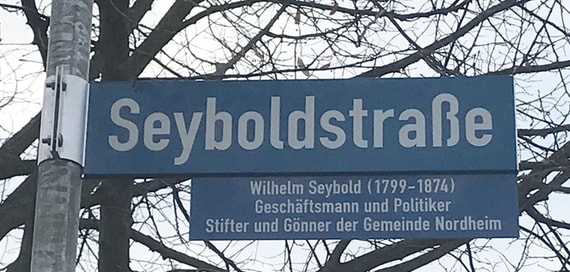 Seyboldstraße
Wilhelm Seybold (1799-1874)
Geschäftsmann und Politiker
Stifter und Gönner der Gemeinde Nordheim